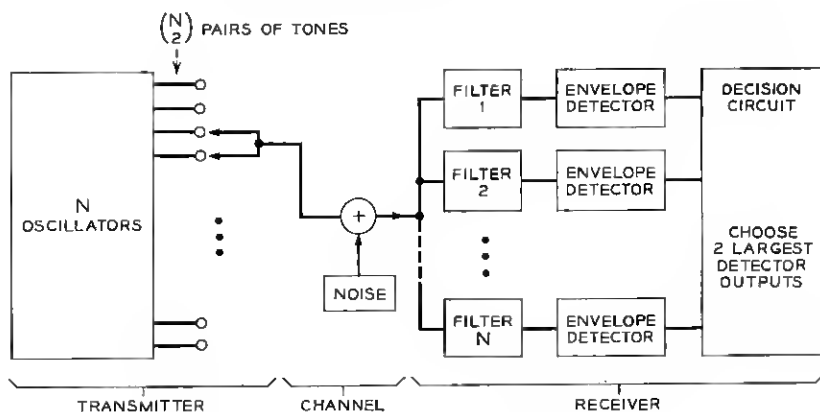 (N 2) PAIRS OF TONES
N
OSCILLATORS
NOISE
FILTER
1
ENVELOPE
DETECTOR
FILTER
2
ENVELOPE
DETECTOR
FILTER
N
ENVELOPE
DETECTOR
DECISION
CIRCUIT
CHOOSE
2 LARGEST
DETECTOR
OUTPUTS
TRANSMITTER
CHANNEL
RECEIVER